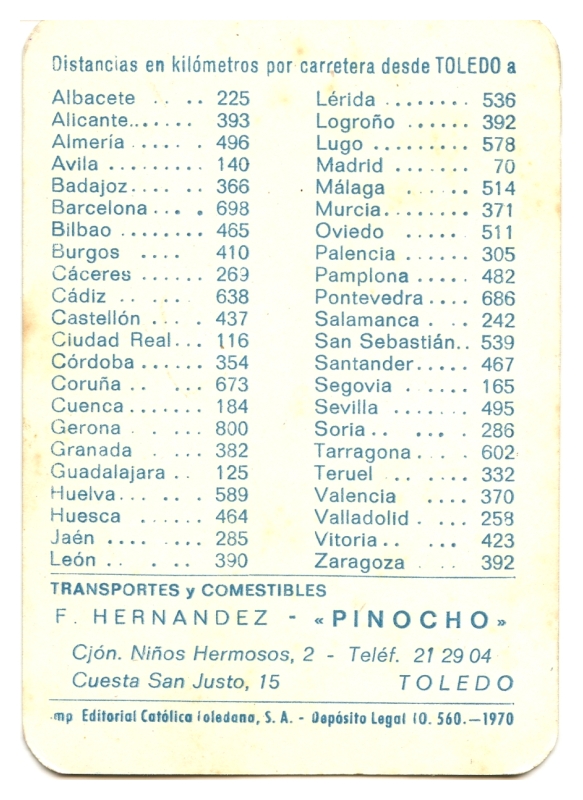 Distancias en kilómetros por carretera desde TOLEDO a
Albacete .. .. 225
Alicante....... 393
Almería ...... 496
Avila ......... 140
Badajoz.... .. 366
Barcelona ... . 698
Bilbao ........ 465
Burgos .... 410
Cáceres ...... 269
Cádiz .. ... 638
Castellón . . 437
Ciudad Real... 116
Córdoba...... 354
Coruña .. ... 673
Cuenca...... 184
Gerona . ... 800
Granada . ... 382
Guadalajara .. 125
Huelva... ... 589
Huesca ...... 464
Jaén .... .... 285
León .. . .. 390
Lérida ........ 536
Logroño ...... 392
Lugo ......... 578
Madrid ... 70
Málaga ..... 514
Murcia........ 371
Oviedo ..... 511
Palencia ..... 305
Pamplona ..... 482
Pontevedra.... 686
Salamanca . .. 242
San Sebastián.. 539
Santander..... 467
Segovia ..... 165
Sevilla ....... 495
Soria.. ... . 286
Tarragona . . . 602
Teruel .. ... 332
Valencia .... 370
Valladolid . ... 258
Vitoria.. ... 423
Zaragoza . .. 392
TRANSPORTES y COMESTIBLES
F. HERNANDEZ - «PINOCHO»
Cjón. Niños Hermosos, 2 - Teléf. 21 29 04
Cuesta San Justo, 15 TOLEDO
mp Editorial Católica Toledana, S. A. - Depósito Legal TO. 560.—1970